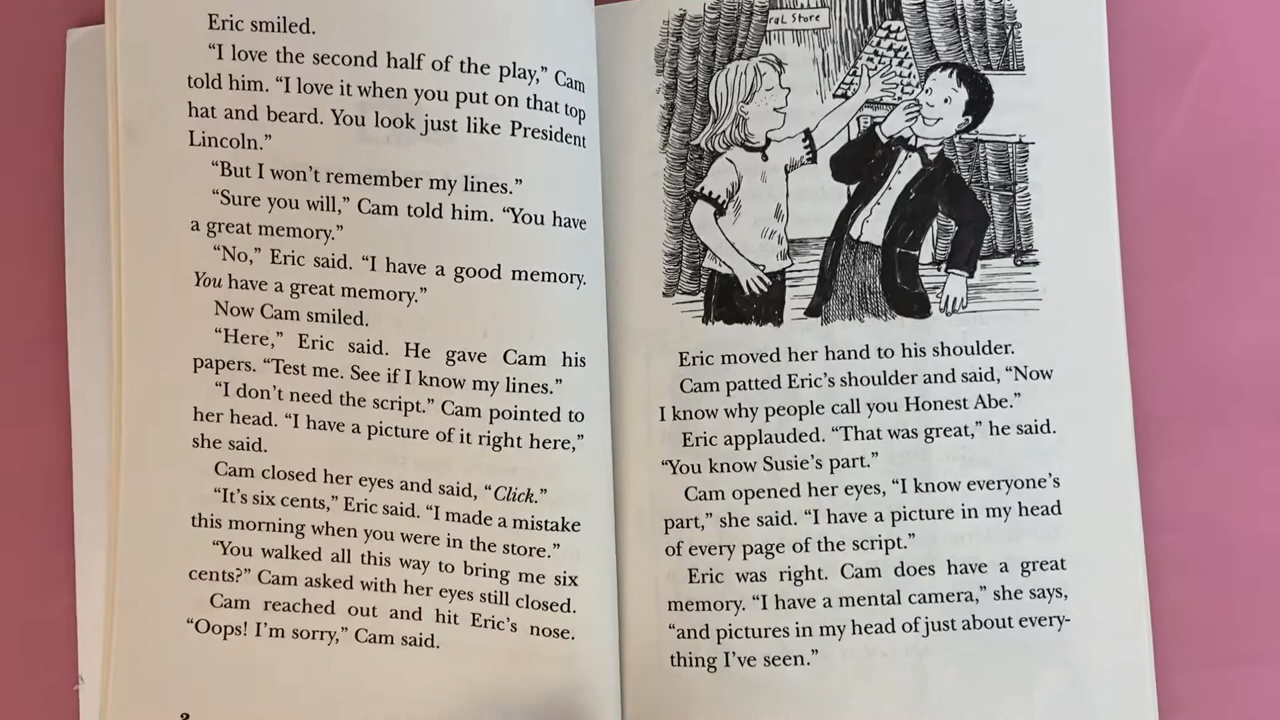 Eric smiled.
“I love the second half of the play,” Cam
told him. “I love it when you put on that top
hat and beard. You look just like President
Lincoln.”
“But I won’t remember my lines.”
“Sure you will,” Cam told him. “You have
a great memory.”
“No,” Eric said. “I have a good memory.
You have a great memory.”
Now Cam smiled.
“Here,” Eric said. He gave Cam his
papers. “Test me. See if I know my lines.”
“I don’t need the script.” Cam pointed to
her head. “I have a picture of it right here,”
she said.
Cam closed her eyes and said, “Click.”
“It’s six cents,” Eric said. “I made a mistake
this morning when you were in the store.”
“You walked all this way to bring me six
cents?” Cam asked with her eyes still closed.
Cam reached out and hit Eric’s nose.
“Oops! I’m sorry,” Cam said.
2
ral Store
Eric moved her hand to his shoulder.
Cam patted Eric’s shoulder and said, “Now
I know why people call you Honest Abe.”
Eric applauded. “That was great,” he said.
“You know Susie’s part.”
Cam opened her eyes, “I know everyone’s
part,” she said. “I have a picture in my head
of every page of the script.”
Eric was right. Cam does have a great
memory. “I have a mental camera,” she says,
“and pictures in my head of just about every-
thing I’ve seen.”